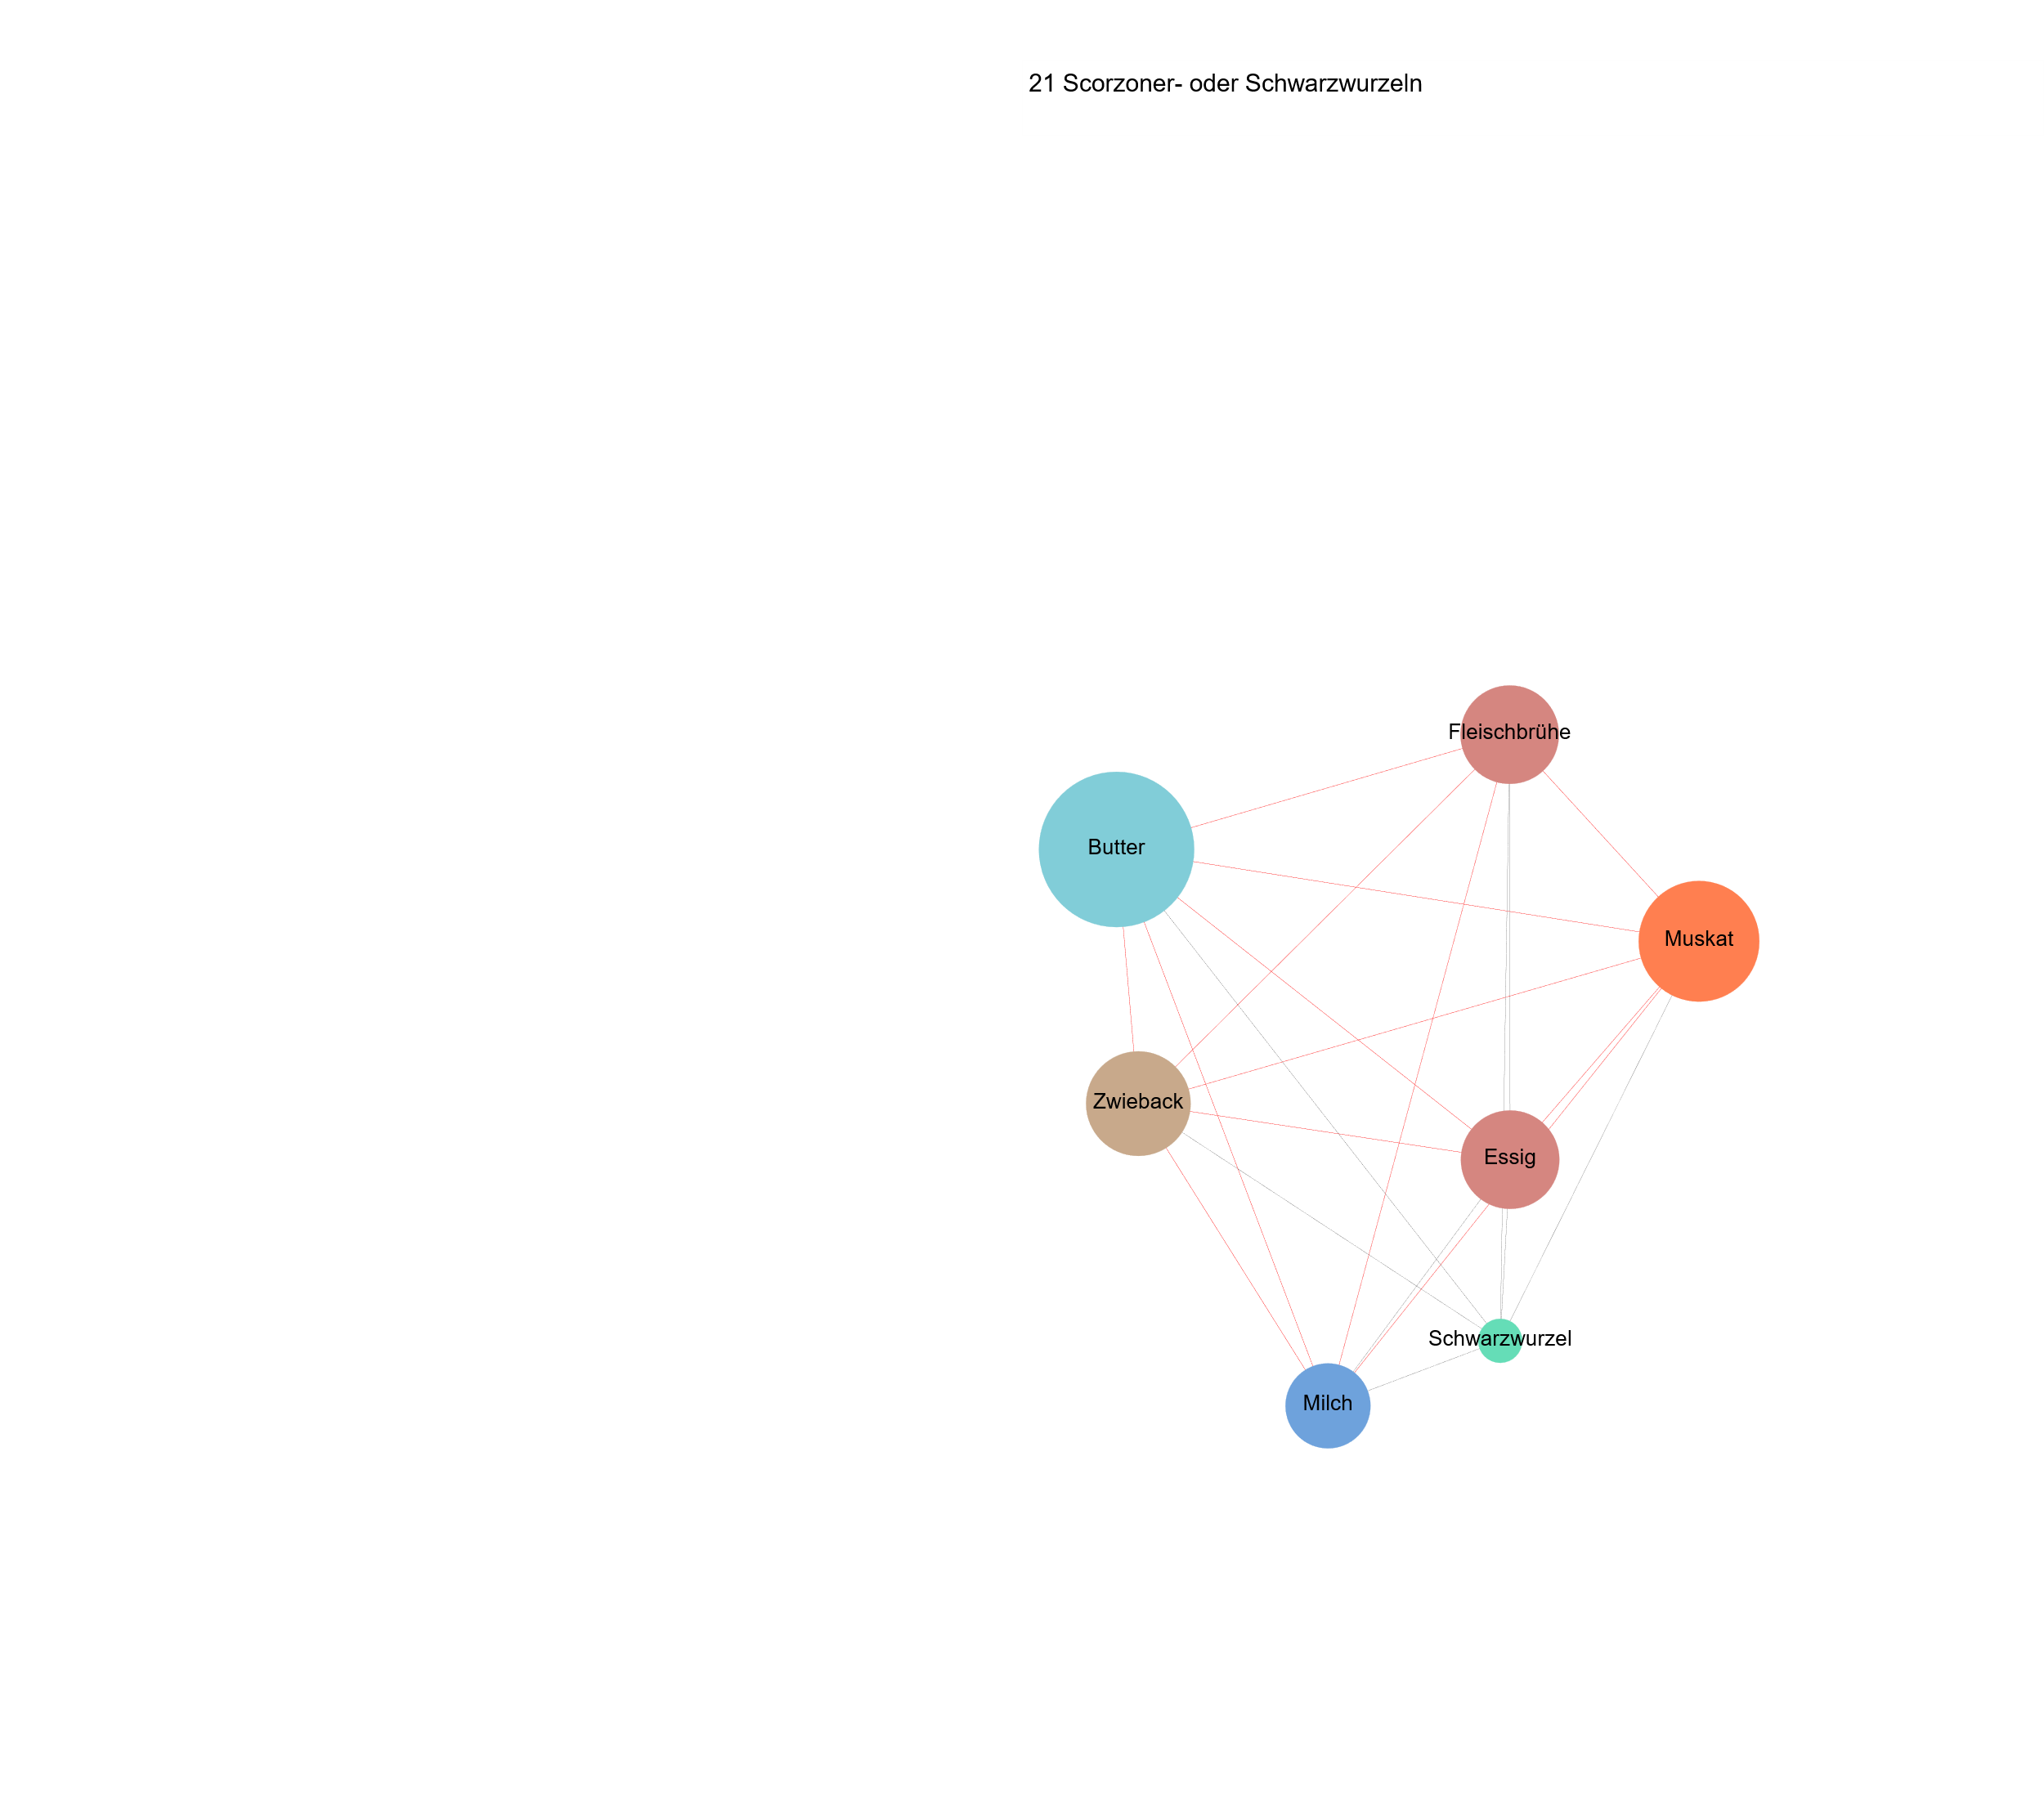 21 Scorzoner- oder Schwarzwurzeln
Fleischbrühe
Butter
Muskat
Zwieback
Essig
Schwarzwurzel
Milch